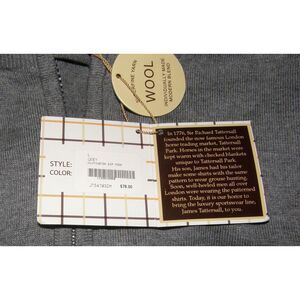 SUPERFINE YARN
WOOL
INDIVIDUALLY MADE
MODERN BLEND
L
GREY
STYLE:
COLOR:
$78.00
In 1776, Sir Richard Tattersall
founded the now famous London
horse trading market, Tattersall
Park. Horses in the market were
kept warm with checked blankets
unique to Tattersall Park.
His son, James had his tailor
make some shirts with the same
pattern to wear grouse hunting.
Soon, well-heeled men all over
London were wearing the patterned
shirts. Today, it is our honor to
bring the luxury sportswear line,
James Tattersall, to you.